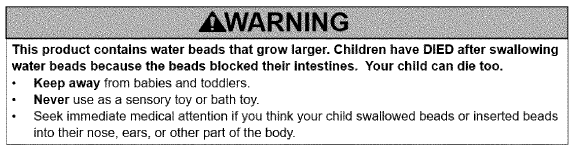 ⚠WARNING
This product contains water beads that grow larger. Children have DIED after swallowing
water beads because the beads blocked their intestines.  Your child can die too.
• Keep away from babies and toddlers.
• Never use as a sensory toy or bath toy.
• Seek immediate medical attention if you think your child swallowed beads or inserted beads
into their nose, ears, or other part of the body.